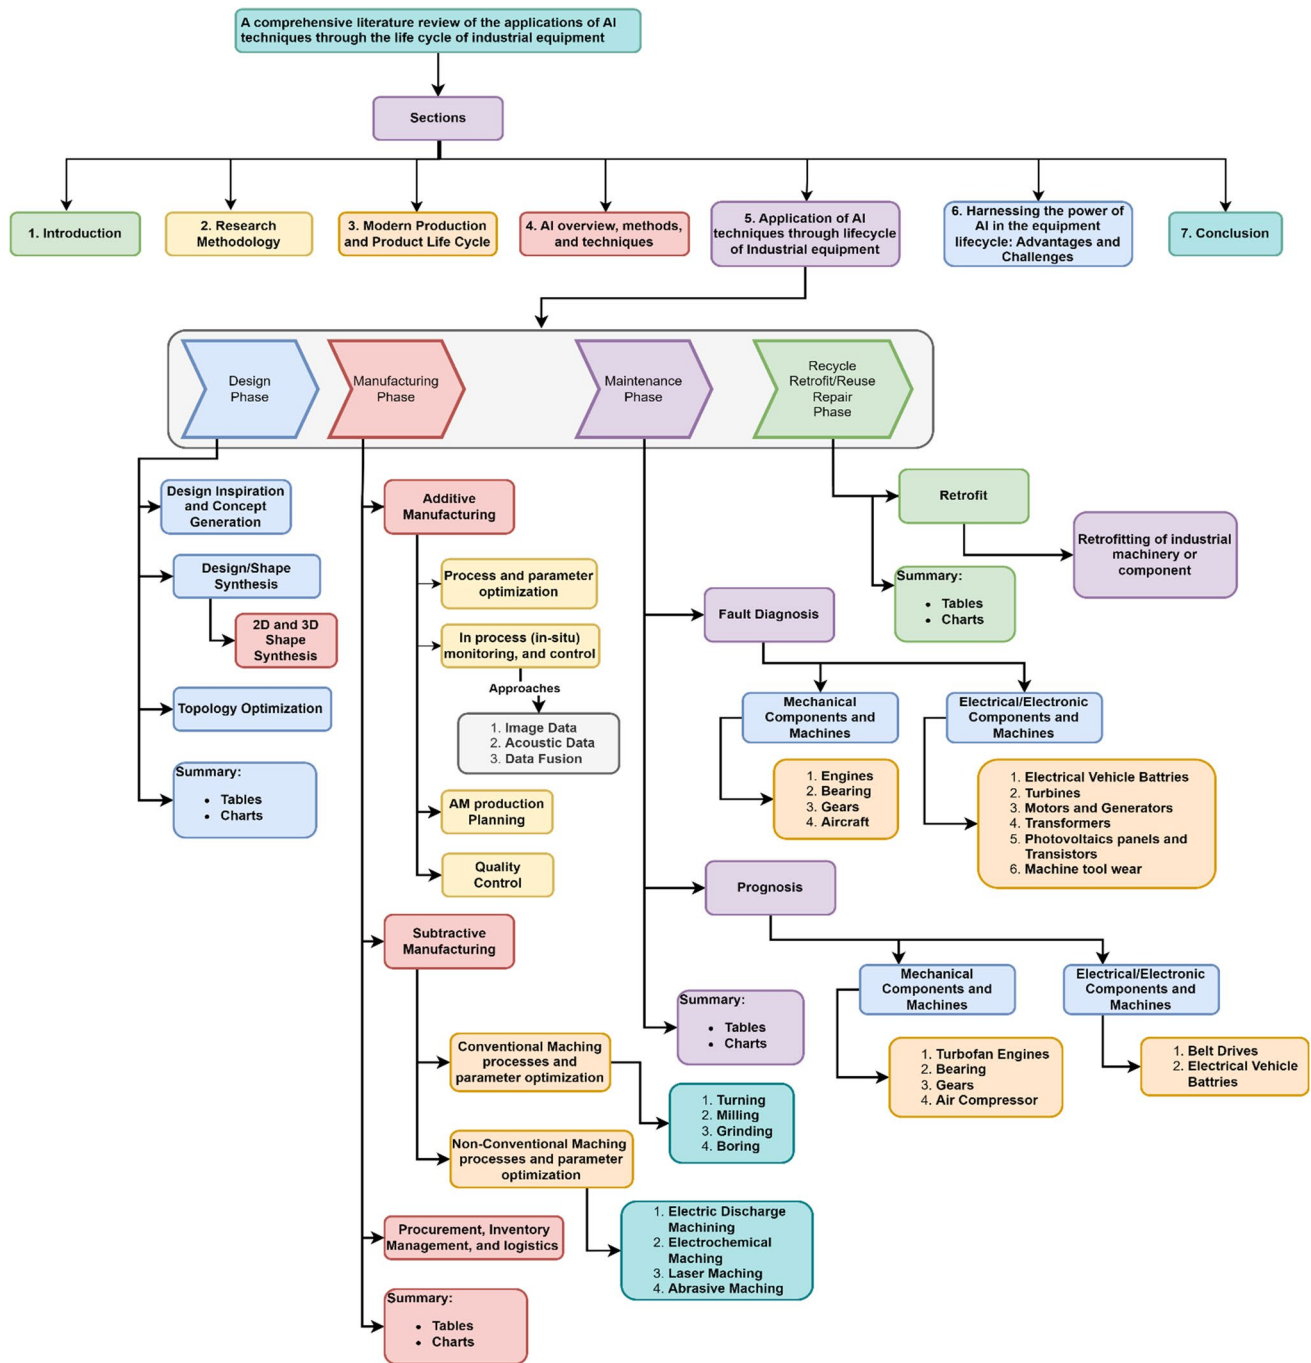 A comprehensive literature review of the applications of AI
techniques through the life cycle of industrial equipment
Sections
1. Introduction
2. Research
Methodology
3. Modern Production
and Product Life Cycle
4. AI overview, methods,
and techniques
5. Application of AI
techniques through lifecycle
of Industrial equipment
6. Harnessing the power of
AI in the equipment
lifecycle: Advantages and
Challenges
7. Conclusion
Design
Phase
Manufacturing
Phase
Maintenance
Phase
Recycle
Retrofit/Reuse
Repair
Phase
Design Inspiration
and Concept
Generation
Design/Shape
Synthesis
2D and 3D
Shape
Synthesis
Topology Optimization
Summary:
• Tables
• Charts
Additive
Manufacturing
Process and parameter
optimization
In process (in-situ)
monitoring, and control
Approaches
1. Image Data
2. Acoustic Data
3. Data Fusion
AM production
Planning
Quality
Control
Subtractive
Manufacturing
Conventional Maching
processes and
parameter optimization
1. Turning
2. Milling
3. Grinding
4. Boring
Non-Conventional Maching
processes and parameter
optimization
1. Electric Discharge
Machining
2. Electrochemical
Maching
3. Laser Maching
4. Abrasive Maching
Procurement, Inventory
Management, and logistics
Summary:
• Tables
• Charts
Fault Diagnosis
Mechanical
Components and
Machines
1. Engines
2. Bearing
3. Gears
4. Aircraft
Electrical/Electronic
Components and
Machines
1. Electrical Vehicle Battries
2. Turbines
3. Motors and Generators
4. Transformers
5. Photovoltaics panels and
Transistors
6. Machine tool wear
Prognosis
Mechanical
Components and
Machines
1. Turbofan Engines
2. Bearing
3. Gears
4. Air Compressor
Electrical/Electronic
Components and
Machines
1. Belt Drives
2. Electrical Vehicle
Battries
Summary:
• Tables
• Charts
Retrofit
Retrofitting of industrial
machinery or
component
Summary:
• Tables
• Charts